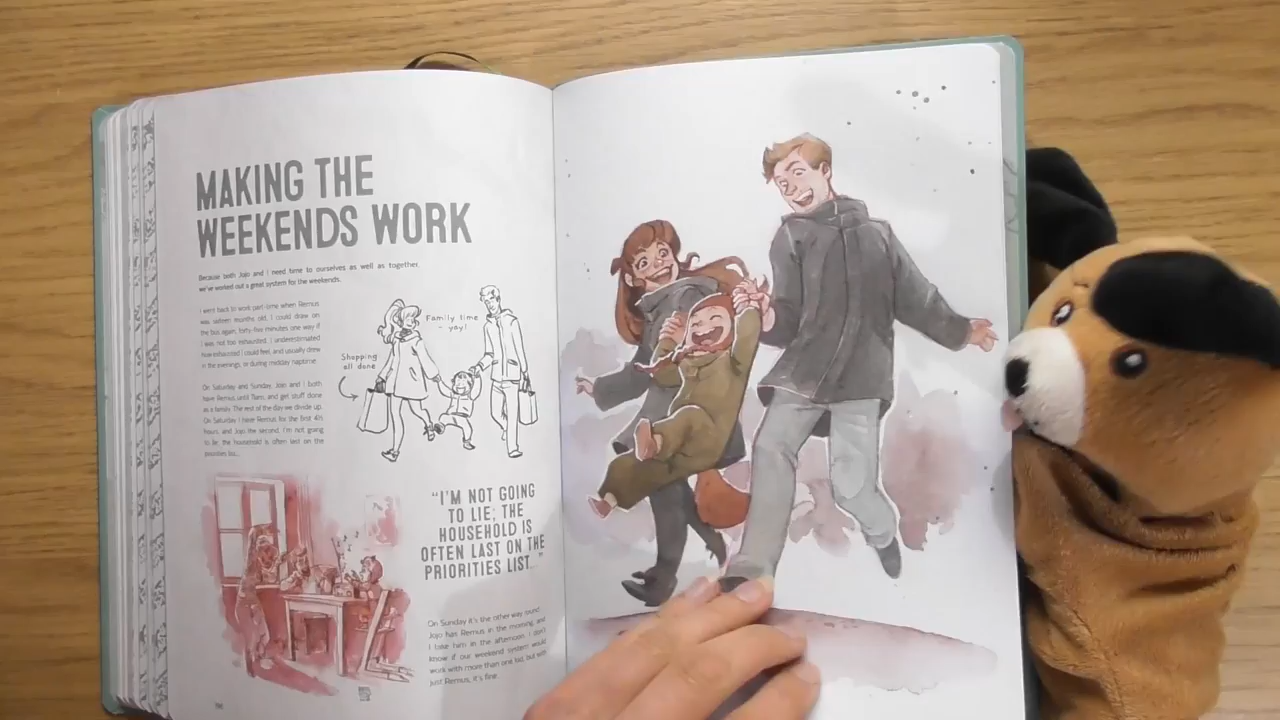 MAKING THE
WEEKENDS WORK
Because both Jojo and I need time to ourselves as well as together,
we've worked out a great system for the weekends.
I went back to work part-time when Remus
was sixteen months old. I could draw on
the bus again, forty-five minutes one way if
I was not too exhausted. I underestimated
how exhausted I could feel, and usually drew
in the evenings, or during midday naptime.
On Saturday and Sunday, Jojo and I both
have Remus until 11am, and get stuff done
as a family. The rest of the day we divide up.
On Saturday I have Remus for the first 4½
hours, and Jojo the second. I'm not going
to lie, the household is often last on the
priorities list...
Family time
- yay!
Shopping
all done
"I'M NOT GOING
TO LIE; THE
HOUSEHOLD IS
OFTEN LAST ON THE
PRIORITIES LIST..."
On Sunday it's the other way round:
Jojo has Remus in the morning, and
I take him in the afternoon. I don't
know if our weekend system would
work with more than one kid, but with
just Remus, it's fine.